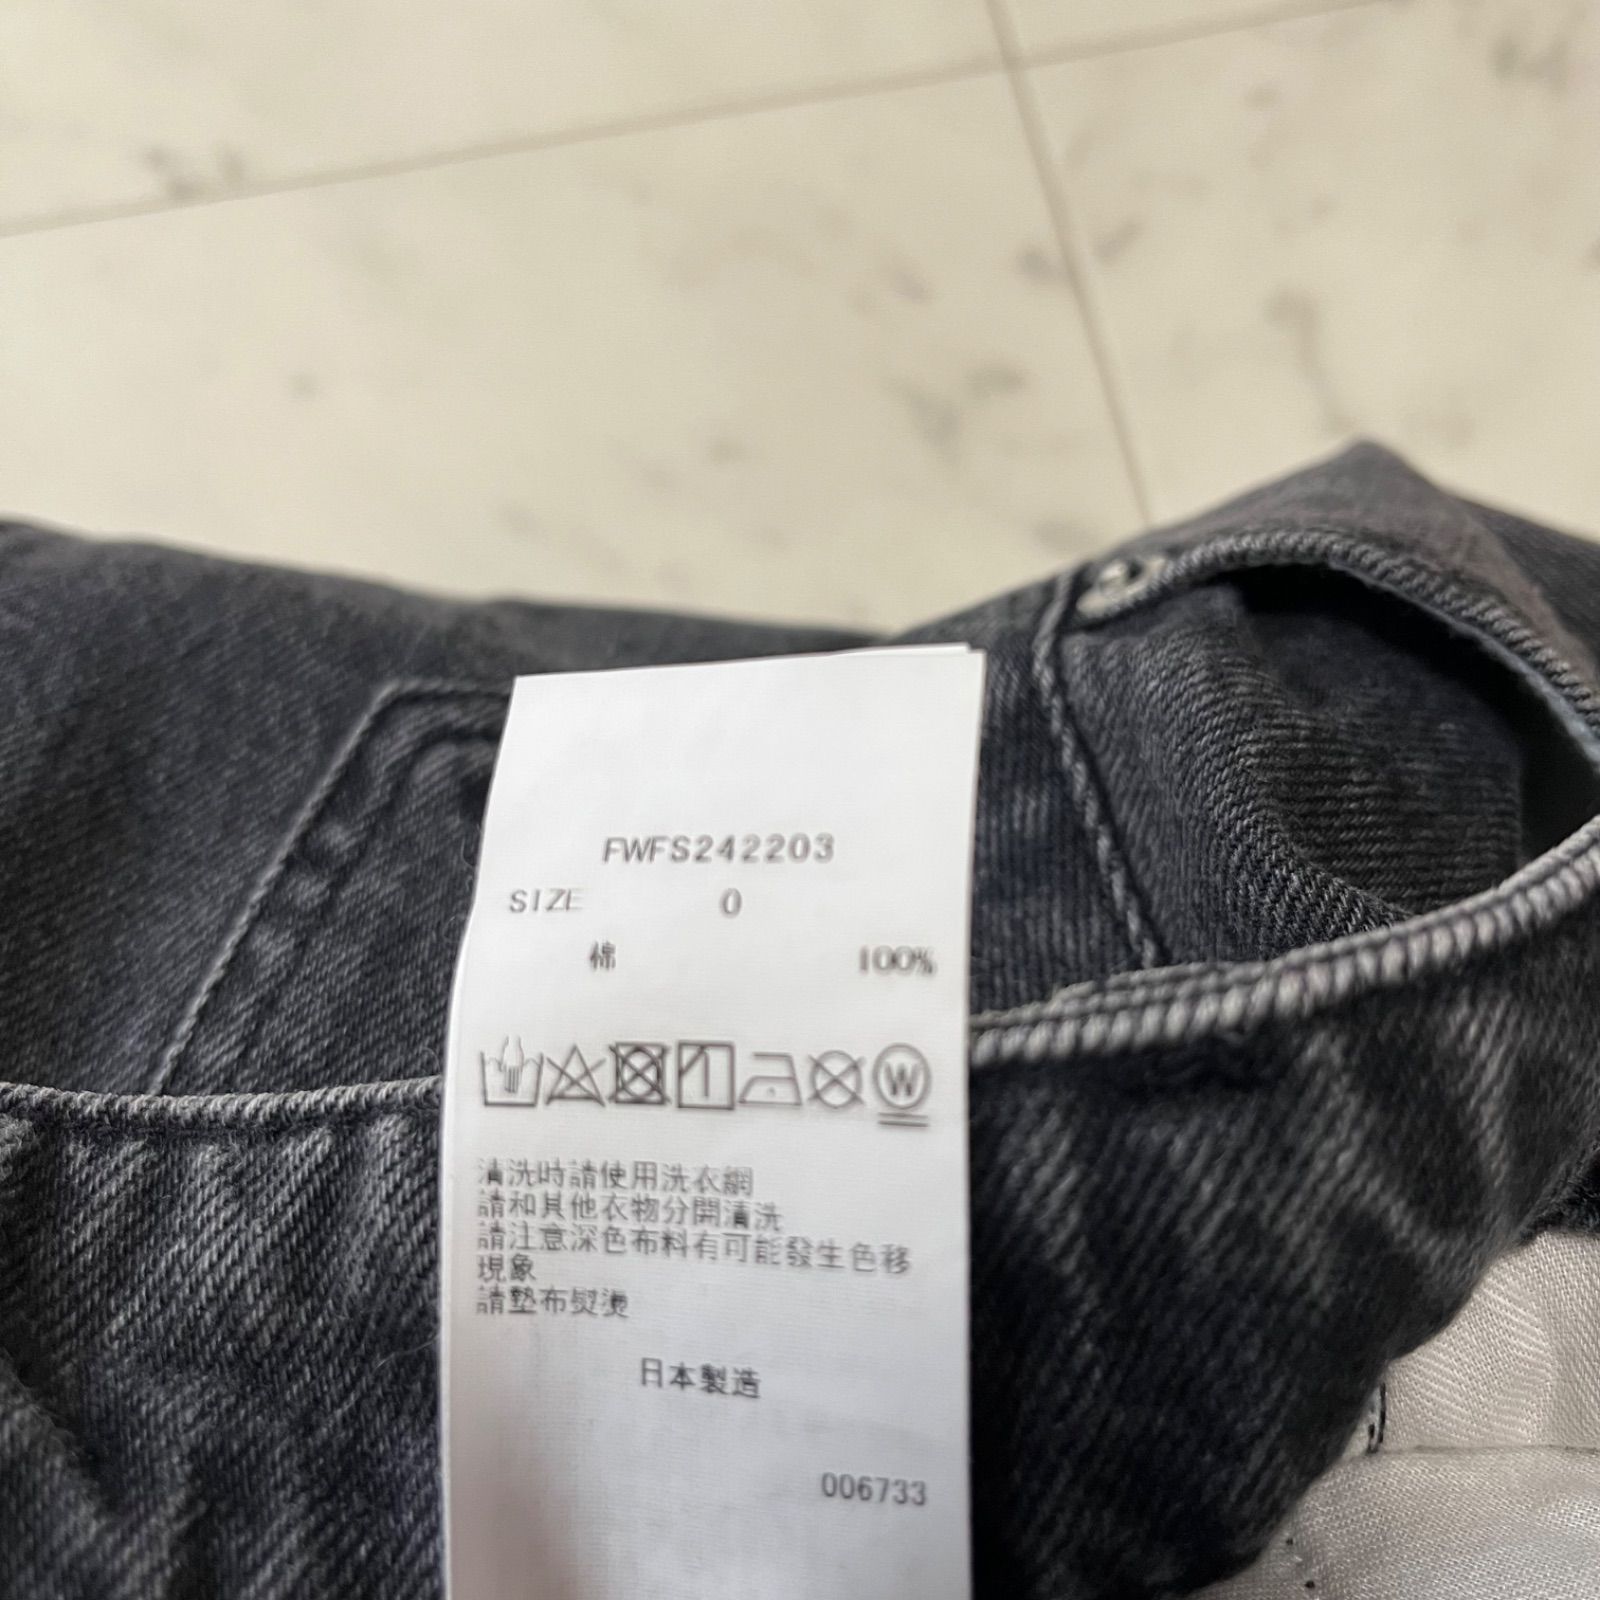 FWFS242203
SIZE 0
棉 100%
W
清洗時請使用洗衣網
請和其他衣物分開清洗
請注意深色布料有可能發生色移
現象
請墊布熨燙
日本製造
006733